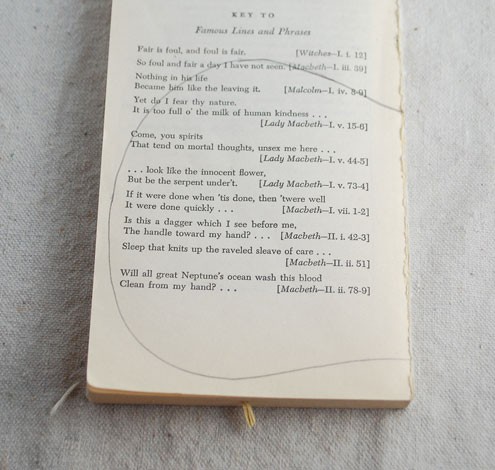 KEY TO
Famous Lines and Phrases
Fair is foul, and foul is fair. [Witches—I. i. 12]
So foul and fair a day I have not seen. [Macbeth—I. iii. 39]
Nothing in his life
Became him like the leaving it. [Malcolm—I. iv. 8-9]
Yet do I fear thy nature.
It is too full o' the milk of human kindness . . .
[Lady Macbeth—I. v. 15-6]
Come, you spirits
That tend on mortal thoughts, unsex me here . . .
[Lady Macbeth—I. v. 44-5]
. . . look like the innocent flower,
But be the serpent under't. [Lady Macbeth—I. v. 73-4]
If it were done when 'tis done, then 'twere well
It were done quickly . . . [Macbeth—I. vii. 1-2]
Is this a dagger which I see before me,
The handle toward my hand? . . . [Macbeth—II. i. 42-3]
Sleep that knits up the raveled sleave of care . . .
[Macbeth—II. ii. 51]
Will all great Neptune's ocean wash this blood
Clean from my hand? . . . [Macbeth—II. ii. 78-9]